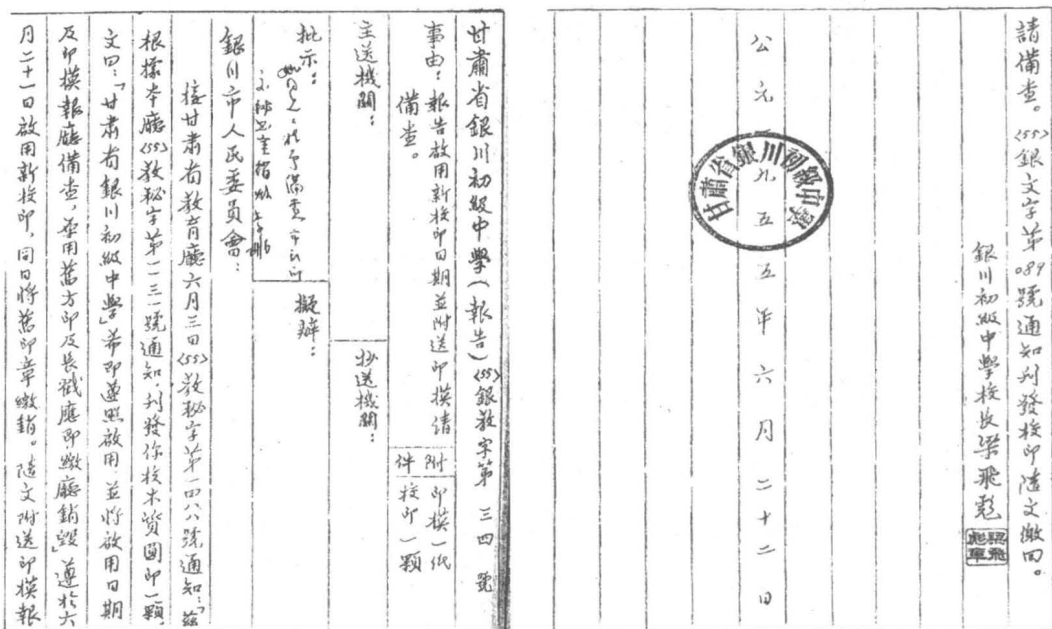 甘肅省銀川初級中學(報告)<55>銀教字第三四號
事由：報告啟用新校印日期並附送印模請
備查。
附件
印模一紙
校印一顆
主送機關：
抄送機關：
批示：
擬辦：
銀川市人民委員會：
接甘肅省教育廳六月三日<55>教秘字第一四八號通知：「茲
根據本廳<55>教秘字第一三一號通知，刊發你校木質圓印一顆，
文曰：「甘肅省銀川初級中學」希即遵照啟用，並將啟用日期
及印模報廳備查，原用舊方印及長戳應即繳廳銷毀」遵於六
月二十一日啟用新校印，同日將舊印章繳銷。隨文附送印模報
請備查。<55>銀文字第089號通知刊發校印隨文繳回。
銀川初級中學校長梁飛彪
公元一九五五年六月二十二日
甘肅省銀川初級中學